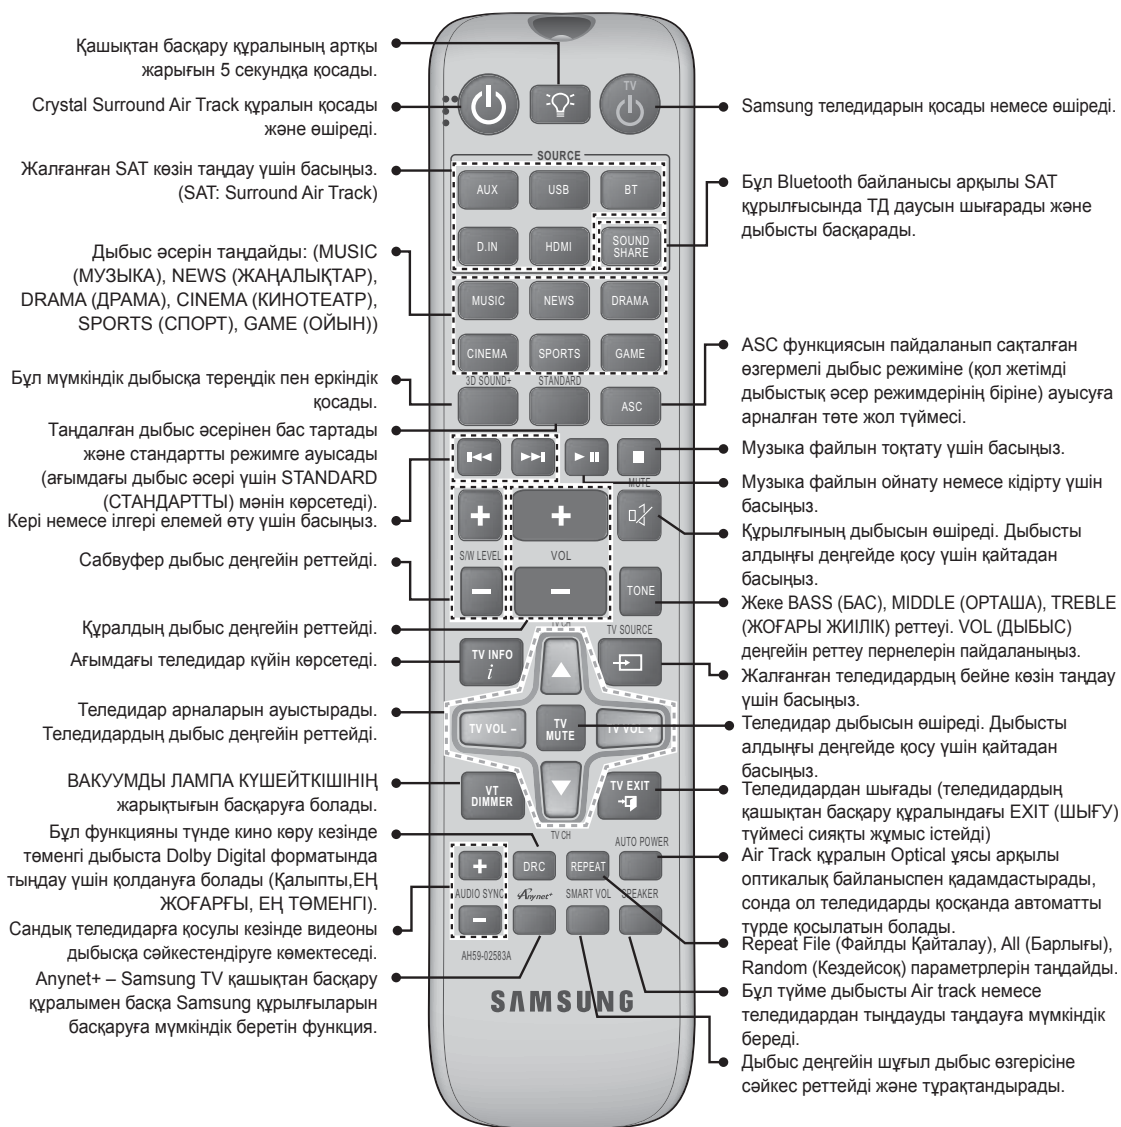 Қашықтан басқару құралының артқы
жарығын 5 секундқа қосады.
Crystal Surround Air Track құралын қосады
және өшіреді.
Жалғанған SAT көзін таңдау үшін басыңыз.
(SAT: Surround Air Track)
Дыбыс әсерін таңдайды: (MUSIC
(МУЗЫКА), NEWS (ЖАҢАЛЫҚТАР),
DRAMA (ДРАМА), CINEMA (КИНОТЕАТР),
SPORTS (СПОРТ), GAME (ОЙЫН))
Бұл мүмкіндік дыбысқа тереңдік пен еркіндік
қосады.
Таңдалған дыбыс әсерінен бас тартады
және стандартты режимге ауысады
(ағымдағы дыбыс әсері үшін STANDARD
(СТАНДАРТТЫ) мәнін көрсетеді).
Кері немесе ілгері елемей өту үшін басыңыз.
Сабвуфер дыбыс деңгейін реттейді.
Құралдың дыбыс деңгейін реттейді.
Ағымдағы теледидар күйін көрсетеді.
Теледидар арналарын ауыстырады.
Теледидардың дыбыс деңгейін реттейді.
ВАКУУМДЫ ЛАМПА КҮШЕЙТКІШІНІҢ
жарықтығын басқаруға болады.
Бұл функцияны түнде кино көру кезінде
төменгі дыбыста Dolby Digital форматында
тыңдау үшін қолдануға болады (Қалыпты,ЕҢ
ЖОҒАРҒЫ, ЕҢ ТӨМЕНГІ).
Сандық теледидарға қосулы кезінде видеоны
дыбысқа сәйкестендіруге көмектеседі.
Anynet+ – Samsung TV қашықтан басқару
құралымен басқа Samsung құрылғыларын
басқаруға мүмкіндік беретін функция.
TV
SOURCE
AUX USB BT
D.IN HDMI SOUND
SHARE
MUSIC NEWS DRAMA
CINEMA SPORTS GAME
3D SOUND+ STANDARD
ASC
MUTE
S/W LEVEL VOL
TONE
TV CH TV SOURCE
TV INFO
i
TV VOL – TV
MUTE TV VOL +
VT
DIMMER TV EXIT
TV CH AUTO POWER
DRC REPEAT
AUDIO SYNC Anynet+ SMART VOL SPEAKER
AH59-02583A
SAMSUNG
Samsung теледидарын қосады немесе өшіреді.
Бұл Bluetooth байланысы арқылы SAT
құрылғысында ТД даусын шығарады және
дыбысты басқарады.
ASC функциясын пайдаланып сақталған
өзгермелі дыбыс режиміне (қол жетімді
дыбыстық әсер режимдерінің біріне) ауысуға
арналған төте жол түймесі.
Музыка файлын тоқтату үшін басыңыз.
Музыка файлын ойнату немесе кідірту үшін
басыңыз.
Құрылғының дыбысын өшіреді. Дыбысты
алдыңғы деңгейде қосу үшін қайтадан
басыңыз.
Жеке BASS (БАС), MIDDLE (ОРТАША), TREBLE
(ЖОҒАРЫ ЖИІЛІК) реттеуі. VOL (ДЫБЫС)
деңгейін реттеу пернелерін пайдаланыңіз.
Жалғанған теледидардың бейне көзін таңдау
үшін басыңыз.
Теледидар дыбысын өшіреді. Дыбысты
алдыңғы деңгейде қосу үшін қайтадан
басыңыз.
Теледидардан шығады (теледидардың
қашықтан басқару құралындағы EXIT (ШЫҒУ)
түймесі сияқты жұмыс істейді)
Air Track құралын Optical ұясы арқылы
оптикалық байланыспен қадамдастырады,
сонда ол теледидарды қосқанда автоматты
түрде қосылатын болады.
Repeat File (Файлды Қайталау), All (Барлығы),
Random (Кездейсоқ) параметрлерін таңдайды.
Бұл түйме дыбысты Air track немесе
теледидардан тыңдауды таңдауға мүмкіндік
береді.
Дыбыс деңгейін шұғыл дыбыс өзгерісіне
сәйкес реттейді және тұрақтандырады.